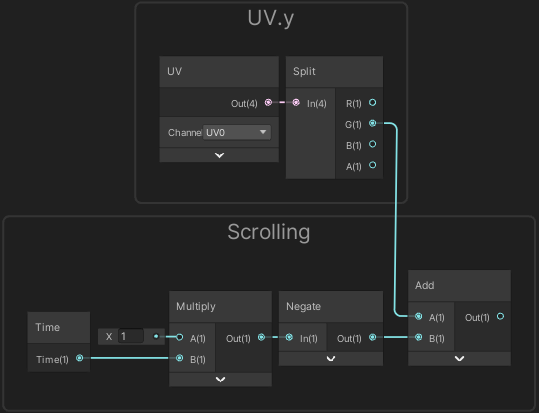 UV.y
UV
Out(4)
Channel UV0
Split
In(4)
R(1)
G(1)
B(1)
A(1)
Scrolling
Time
Time(1)
X 1
Multiply
A(1)
B(1)
Out(1)
Negate
In(1)
Out(1)
Add
A(1)
B(1)
Out(1)